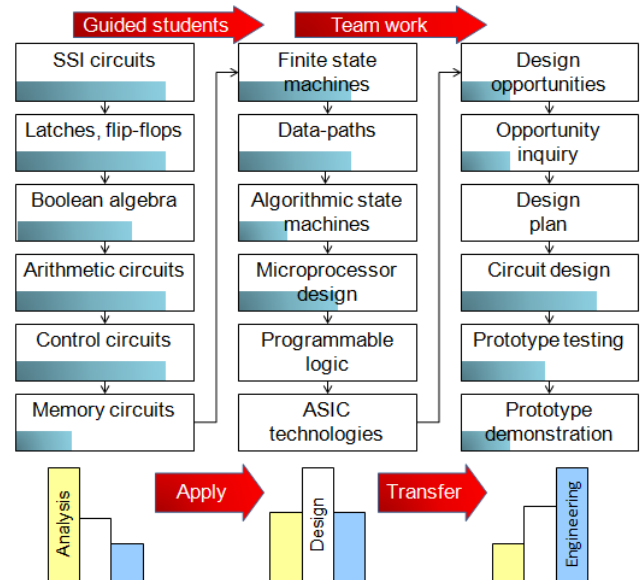 Guided students
Team work
SSI circuits
Latches, flip-flops
Boolean algebra
Arithmetic circuits
Control circuits
Memory circuits
Finite state
machines
Data-paths
Algorithmic state
machines
Microprocessor
design
Programmable
logic
ASIC
technologies
Design
opportunities
Opportunity
inquiry
Design
plan
Circuit design
Prototype testing
Prototype
demonstration
Analysis
Apply
Design
Transfer
Engineering